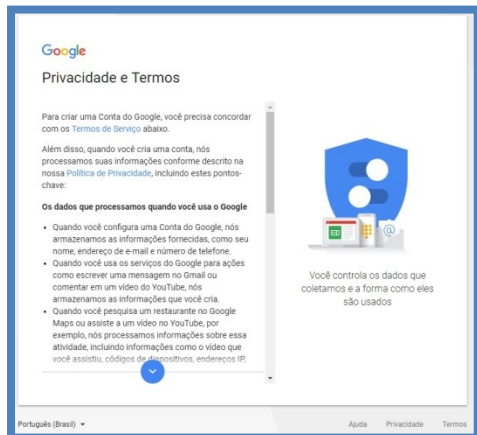 Google
Privacidade e Termos
Para criar uma Conta do Google, você precisa concordar
com os Termos de Serviço abaixo.
Além disso, quando você cria uma conta, nós
processamos suas informações conforme descrito na
nossa Política de Privacidade, incluindo estes pontos-
chave:
Os dados que processamos quando você usa o Google
• Quando você configura uma Conta do Google, nós
armazenamos as informações fornecidas, como seu
nome, endereço de e-mail e número de telefone.
• Quando você usa os serviços do Google para ações
como escrever uma mensagem no Gmail ou
comentar em um vídeo do YouTube, nós
armazenamos as informações que você cria.
• Quando você pesquisa um restaurante no Google
Maps ou assiste a um vídeo no YouTube, por
exemplo, nós processamos informações sobre essa
atividade, incluindo informações como o vídeo que
você assistiu, códigos de dispositivos, endereços IP,
Você controla os dados que
coletamos e a forma como eles
são usados
Português (Brasil)
Ajuda Privacidade Termos